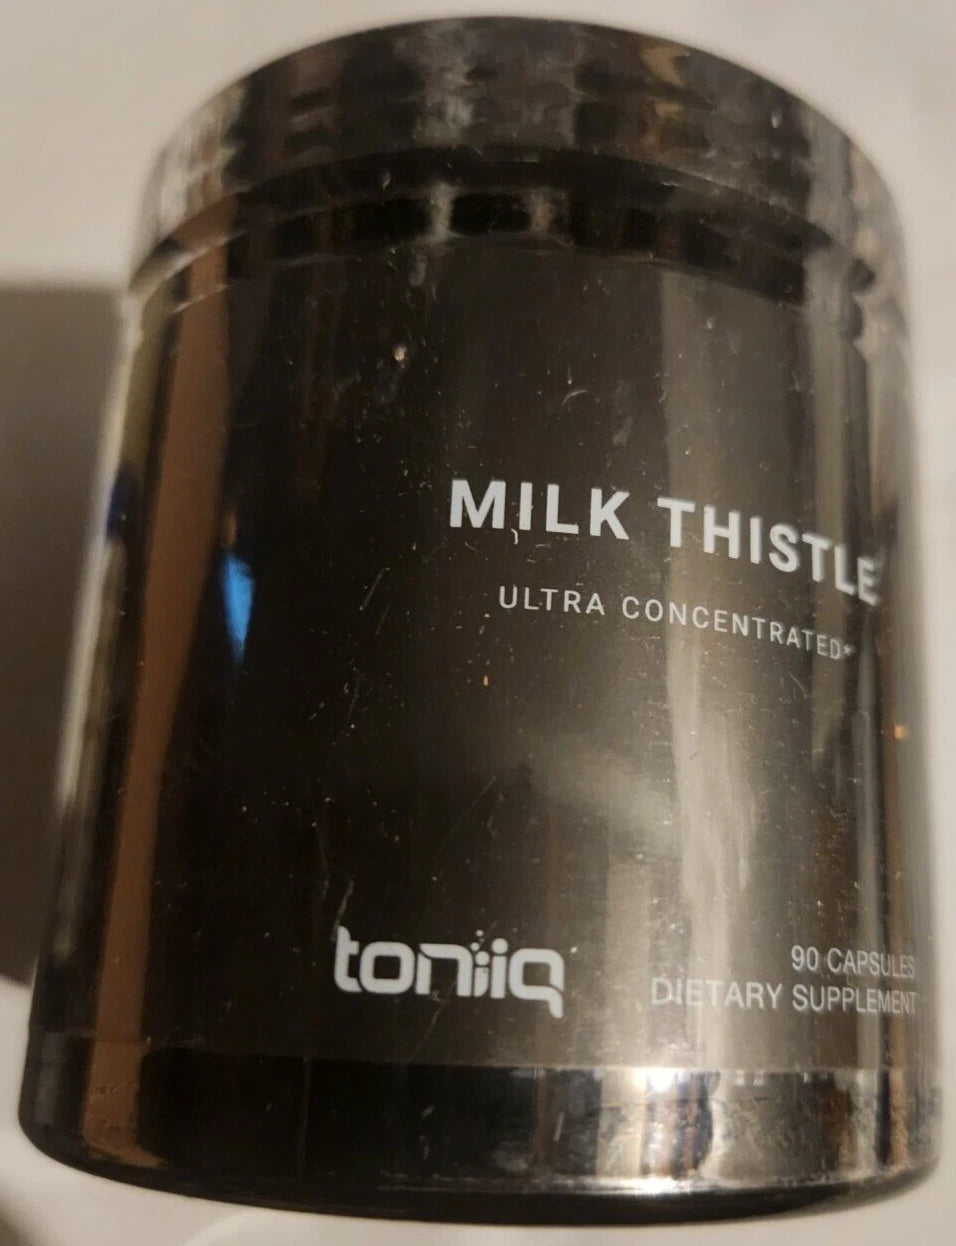 MILK THISTLE
ULTRA CONCENTRATED*
toniiq
90 CAPSULES
DIETARY SUPPLEMENT